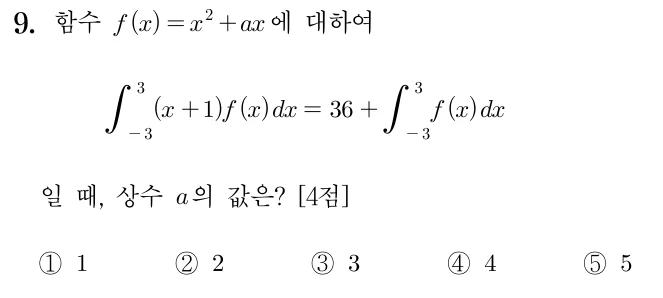 9. 함수 f(x)=x²+ax에 대하여
∫₋₃³(x+1)f(x)dx=36+∫₋₃³f(x)dx
일 때, 상수 a의 값은? [4점]
① 1 ② 2 ③ 3 ④ 4 ⑤ 5